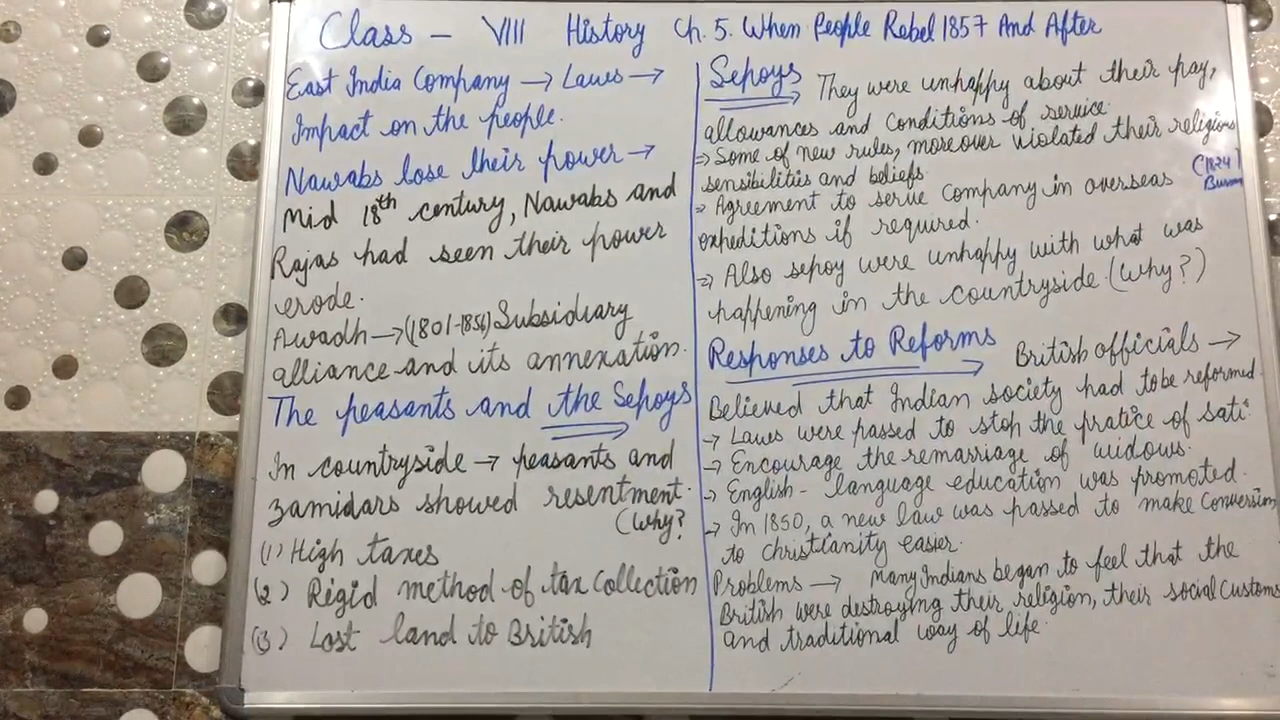 Class - VIII History Ch. 5. When People Rebel 1857 And After
East India Company → Laws →
Impact on the people.
Nawabs lose their power →
Mid 18th century, Nawabs and
Rajas had seen their power
erode.
Awadh → (1801-1856) Subsidiary
alliance and its annexation.
The peasants and the Sepoys
In countryside → peasants and
zamidars showed resentment.
(Why?
(1) High taxes
(2) Rigid method of tax collection
(3) Lost land to British
Sepoys They were unhappy about their pay,
allowances and conditions of service.
⇒ Some of new rules, moreover violated their religious
sensibilities and beliefs
⇒ Agreement to serve Company in overseas (1824
expeditions if required.
⇒ Also sepoy were unhappy with what was
happening in the countryside. (Why?)
Responses to Reforms British officials →
Believed that Indian society had to be reformed.
→ Laws were passed to stop the pratice of sati.
→ Encourage the remarriage of widows.
→ English - language education was promoted.
→ In 1850, a new law was passed to make conversion
to christianity easier.
Problems → Many Indians began to feel that the
British were destroying their religion, their social customs
and traditional way of life.